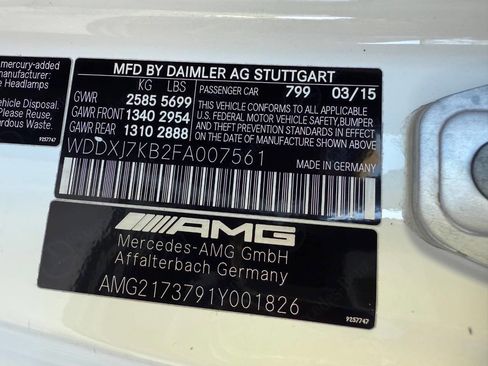 mercury-added
manufacturer:
e Headlamps
ehicle Disposal.
ardous Waste.
9257747
MFD BY DAIMLER AG STUTTGART
KG LBS
GVWR 2585 5699
GAWR FRONT 1340 2954
GAWR REAR 1310 2888
PASSENGER CAR 799 03/15
THIS VEHICLE CONFORMS TO ALL APPLICABLE
U.S. FEDERAL MOTOR VEHICLE SAFETY, BUMPER,
AND THEFT PREVENTION STANDARDS IN EFFECT
ON THE DATE OF MANUFACTURE SHOWN ABOVE.
WDDXJ7KB2FA007561
MADE IN GERMANY
AMG
Mercedes-AMG GmbH
Affalterbach Germany
AMG2173791Y001826
9257747